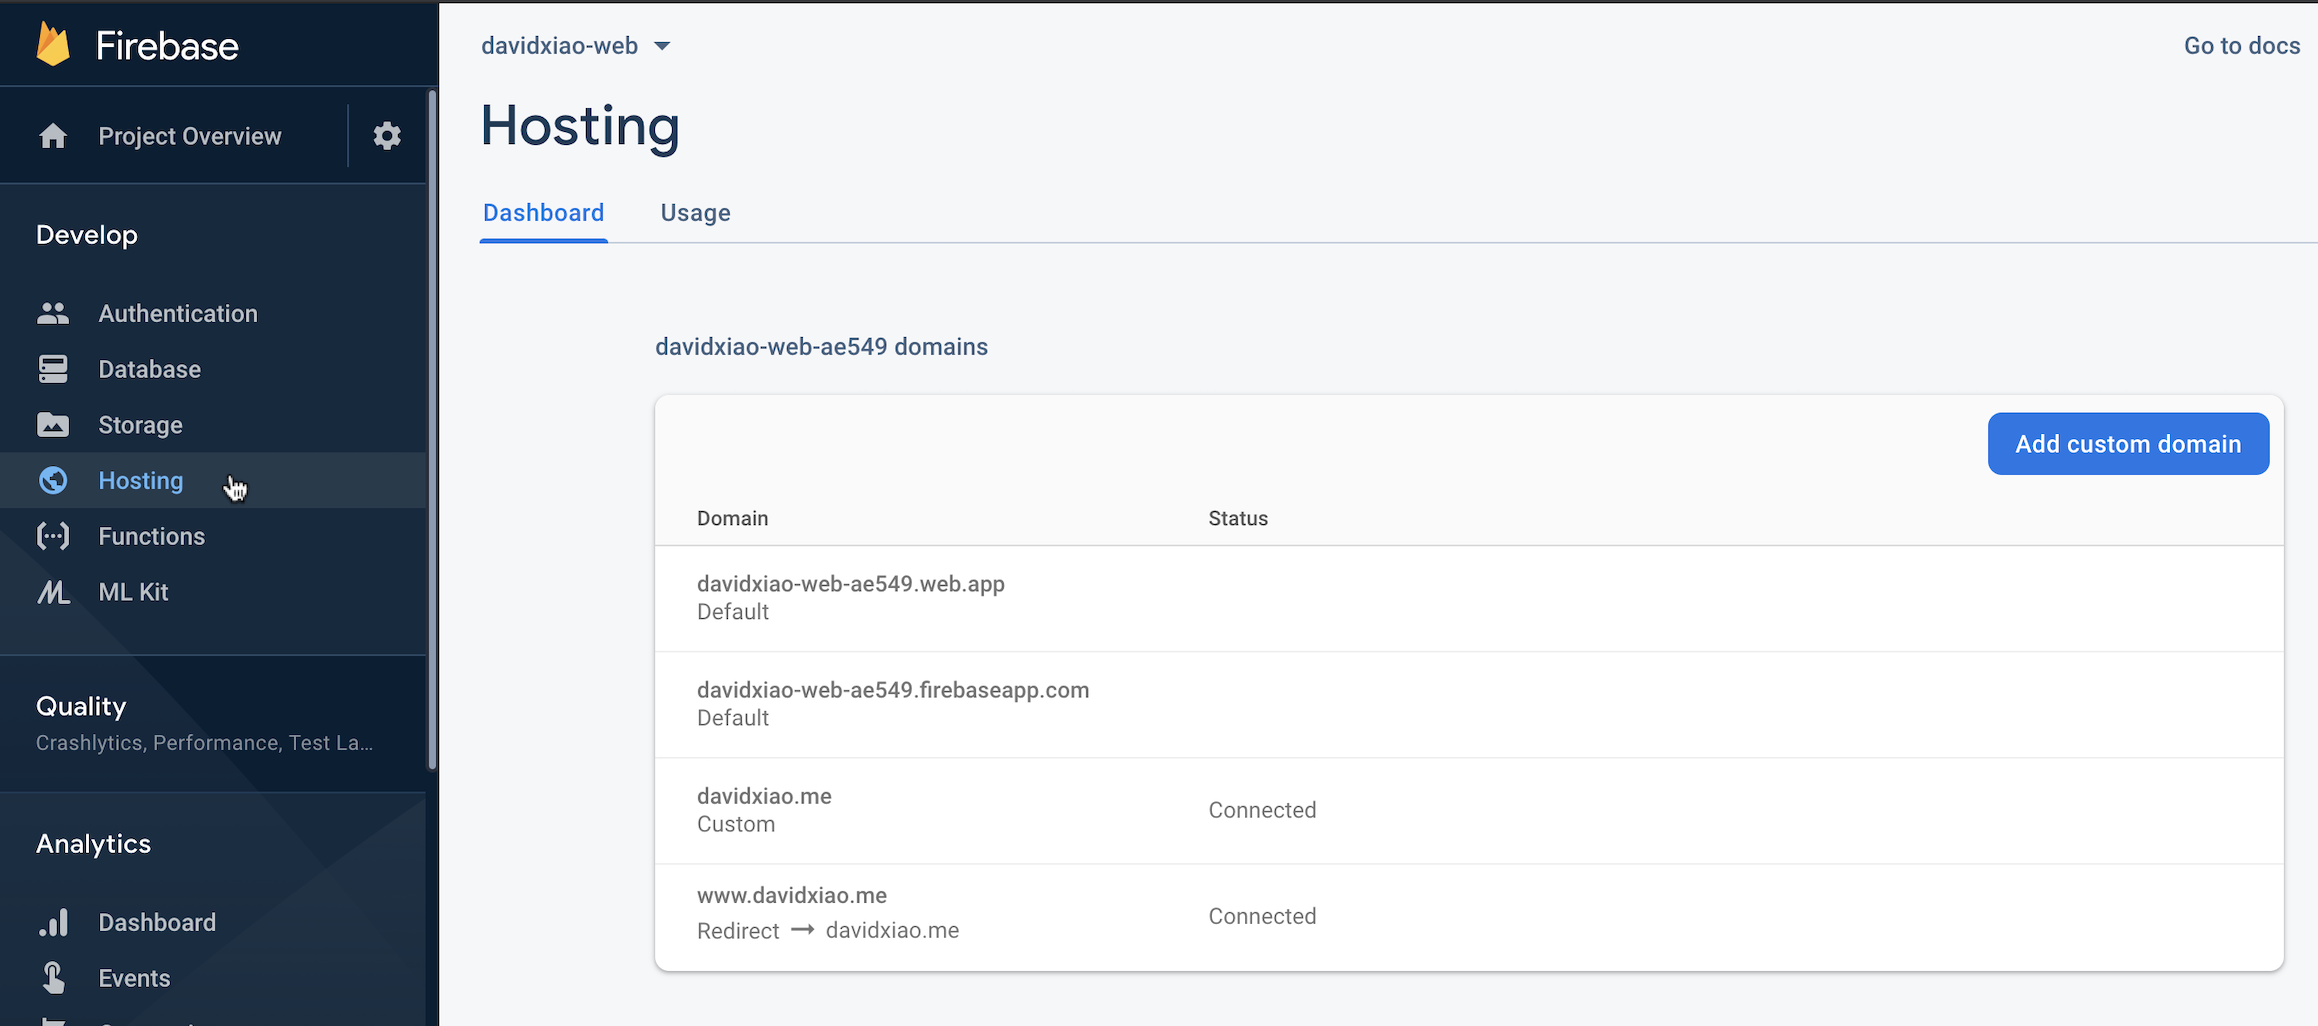 Firebase
Project Overview
Develop
Authentication
Database
Storage
Hosting
Functions
ML Kit
Quality
Crashlytics, Performance, Test La...
Analytics
Dashboard
Events
davidxiao-web
Go to docs
Hosting
Dashboard Usage
davidxiao-web-ae549 domains
Add custom domain
Domain Status
davidxiao-web-ae549.web.app
Default
davidxiao-web-ae549.firebaseapp.com
Default
davidxiao.me
Custom
Connected
www.davidxiao.me
Redirect → davidxiao.me
Connected